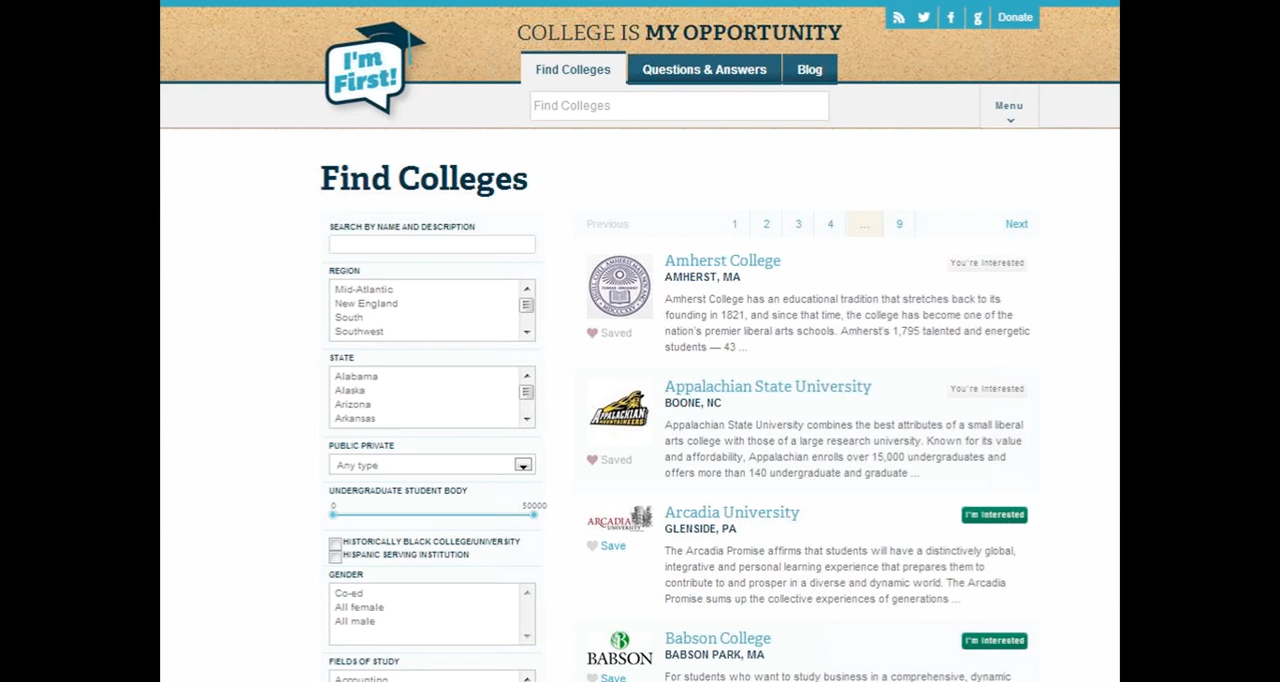 COLLEGE IS MY OPPORTUNITY
Donate
I'm
First!
Find Colleges
Questions & Answers
Blog
Find Colleges
Menu
Find Colleges
SEARCH BY NAME AND DESCRIPTION
REGION
Mid-Atlantic
New England
South
Southwest
STATE
Alabama
Alaska
Arizona
Arkansas
PUBLIC PRIVATE
Any type
UNDERGRADUATE STUDENT BODY
0 50000
HISTORICALLY BLACK COLLEGE/UNIVERSITY
HISPANIC SERVING INSTITUTION
GENDER
Co-ed
All female
All male
FIELDS OF STUDY
Accounting
Previous 1 2 3 4 ... 9 Next
Amherst College
You're Interested
AMHERST, MA
Amherst College has an educational tradition that stretches back to its
founding in 1821, and since that time, the college has become one of the
nation's premier liberal arts schools. Amherst's 1,795 talented and energetic
students — 43 ...
Saved
Appalachian State University
You're Interested
BOONE, NC
APPALACHIAN
MOUNTAINEERS
Appalachian State University combines the best attributes of a small liberal
arts college with those of a large research university. Known for its value
and affordability, Appalachian enrolls over 15,000 undergraduates and
offers more than 140 undergraduate and graduate ...
Saved
Arcadia University
I'm Interested
GLENSIDE, PA
ARCADIA
UNIVERSITY
Save
The Arcadia Promise affirms that students will have a distinctively global,
integrative and personal learning experience that prepares them to
contribute to and prosper in a diverse and dynamic world. The Arcadia
Promise sums up the collective experiences of generations ...
Babson College
I'm Interested
BABSON PARK, MA
BABSON
Save
For students who want to study business in a comprehensive, dynamic